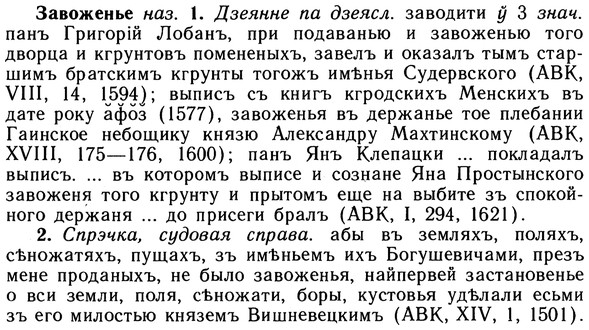 Завоженье наз. 1. Дзеянне па дзеясл. заводити ў 3 знач.
панъ Григорій Лобанъ, при подаванью и завоженью того
дворца и кгрунтовъ помененыхъ, завелъ и оказалъ тымъ стар-
шимъ братскимъ кгрунты тогожъ имѣнья Судервского (АВК,
VIII, 14, 1594); выписъ съ книгъ кгродскихъ Менскихъ въ
дате року афоз (1577), завоженья въ держанье тое плебании
Гаинское небощику князю Александру Махтинскому (АВК,
XVIII, 175—176, 1600); панъ Янъ Клепацки ... покладалъ
выпись. ... въ которомъ выписе и сознане Яна Простынского
завоженя того кгрунту и прытомъ еще на выбите зъ спокой-
ного держаня ... до присеги бралъ (АВК, I, 294, 1621).
2. Спрэчка, судовая справа. абы въ земляхъ, поляхъ,
сѣножатяхъ, пущахъ, зъ имѣньемъ ихъ Богушевичами, презъ
мене проданыхъ, не было завоженья, найпервей застановенье
о вси земли, поля, сѣножати, боры, кустовья удѣлали есьми
зъ его милостью княземъ Вишневецкимъ (АВК, XIV, 1, 1501).